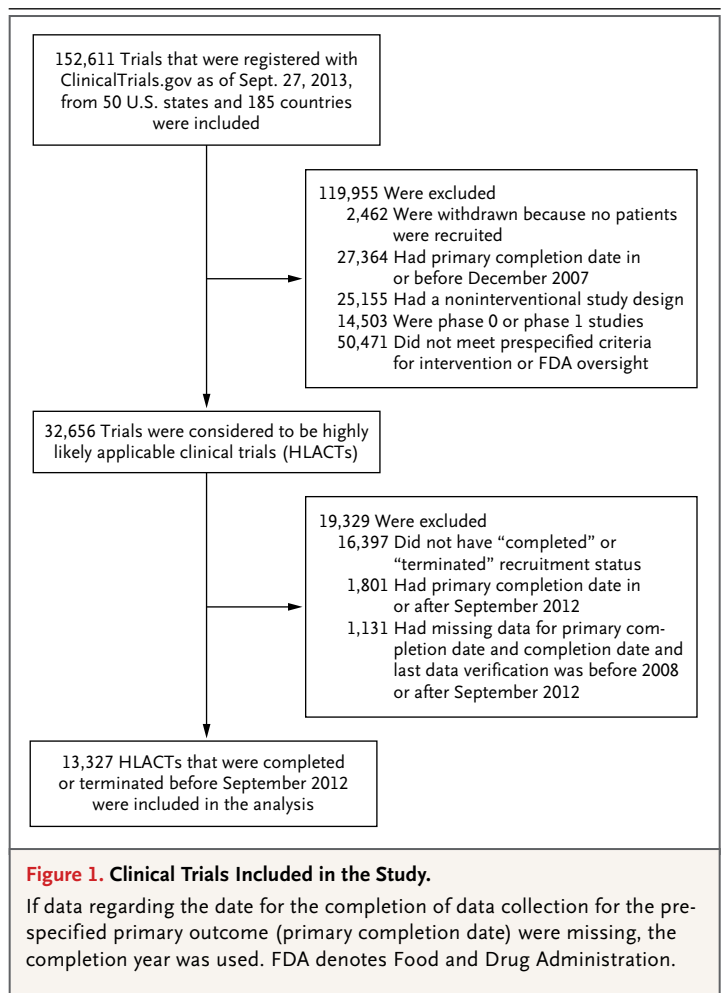 152,611 Trials that were registered with
ClinicalTrials.gov as of Sept. 27, 2013,
from 50 U.S. states and 185 countries
were included
119,955 Were excluded
2,462 Were withdrawn because no patients
were recruited
27,364 Had primary completion date in
or before December 2007
25,155 Had a noninterventional study design
14,503 Were phase 0 or phase 1 studies
50,471 Did not meet prespecified criteria
for intervention or FDA oversight
32,656 Trials were considered to be highly
likely applicable clinical trials (HLACTs)
19,329 Were excluded
16,397 Did not have “completed” or
“terminated” recruitment status
1,801 Had primary completion date in
or after September 2012
1,131 Had missing data for primary com-
pletion date and completion date and
last data verification was before 2008
or after September 2012
13,327 HLACTs that were completed
or terminated before September 2012
were included in the analysis
Figure 1. Clinical Trials Included in the Study.
If data regarding the date for the completion of data collection for the pre-
specified primary outcome (primary completion date) were missing, the
completion year was used. FDA denotes Food and Drug Administration.